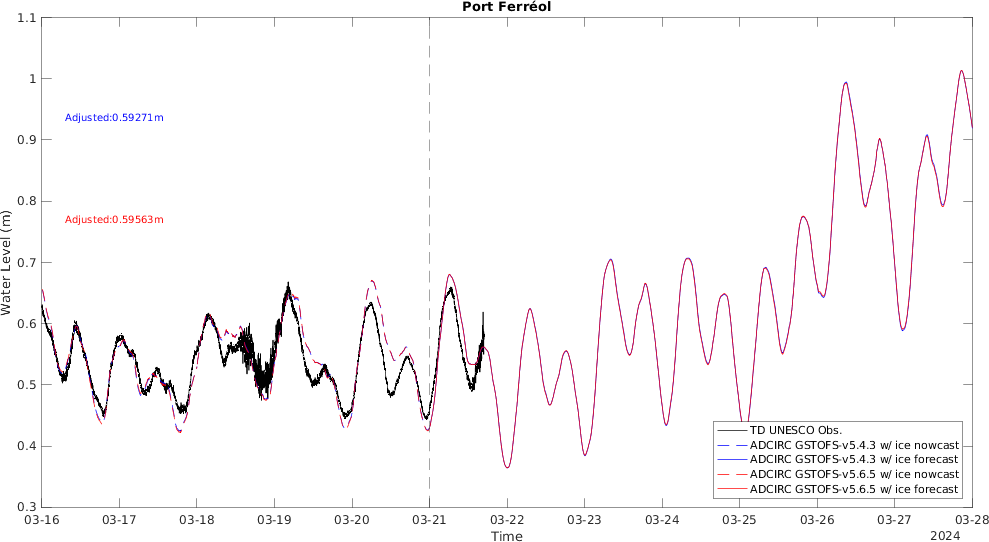 Port Ferréol
1.1
1
0.9
0.8
0.7
0.6
0.5
0.4
0.3
Water Level (m)
Adjusted:0.59271m
Adjusted:0.59563m
TD UNESCO Obs.
ADCIRC GSTOFS-v5.4.3 w/ ice nowcast
ADCIRC GSTOFS-v5.4.3 w/ ice forecast
ADCIRC GSTOFS-v5.6.5 w/ ice nowcast
ADCIRC GSTOFS-v5.6.5 w/ ice forecast
03-16 03-17 03-18 03-19 03-20 03-21 03-22 03-23 03-24 03-25 03-26 03-27 03-28
Time
2024